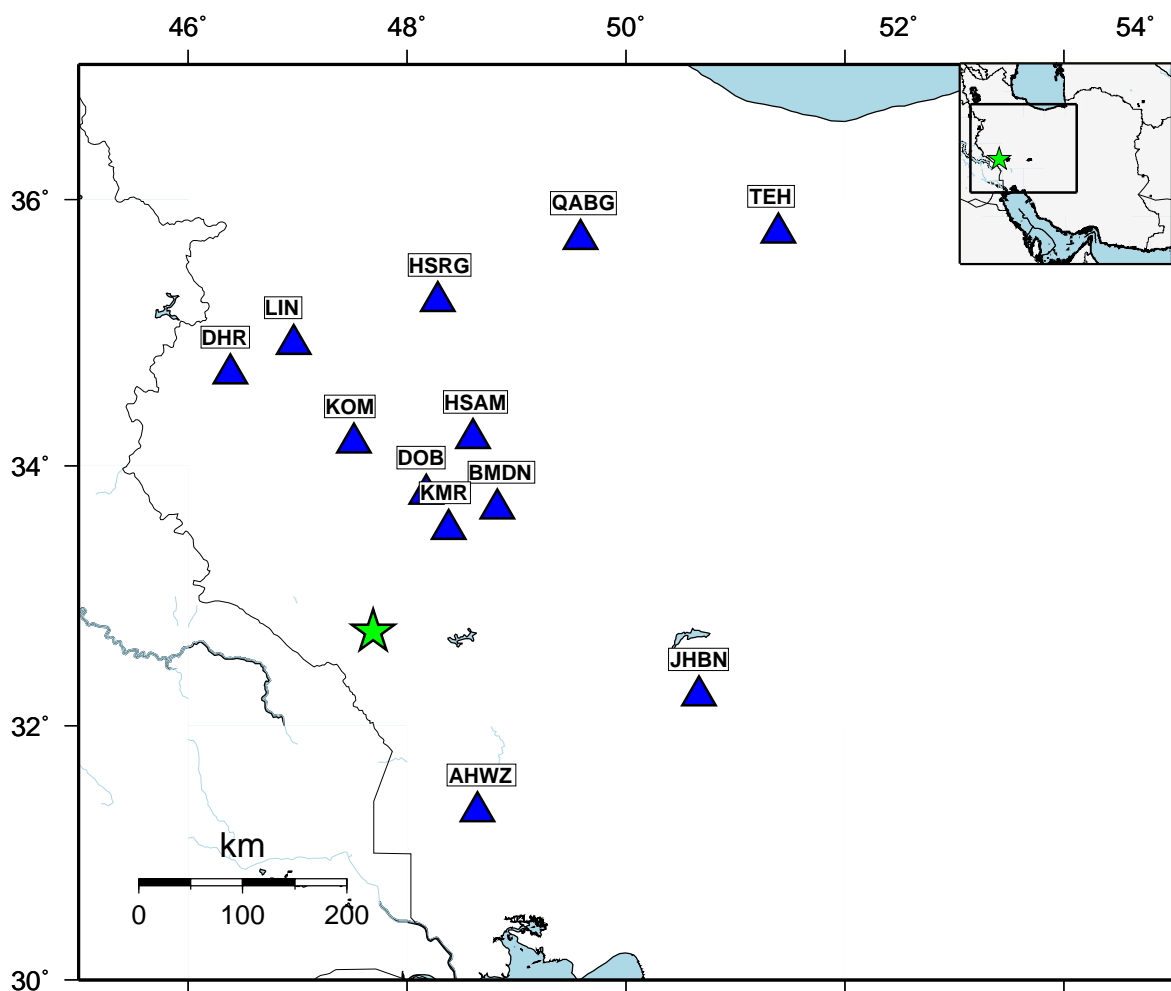 46˚ 48˚ 50˚ 52˚ 54˚
36˚
QABG
TEH
HSRG
LIN
DHR
KOM
HSAM
34˚
DOB
BMDN
KMR
JHBN
32˚
AHWZ
km
0 100 200
30˚